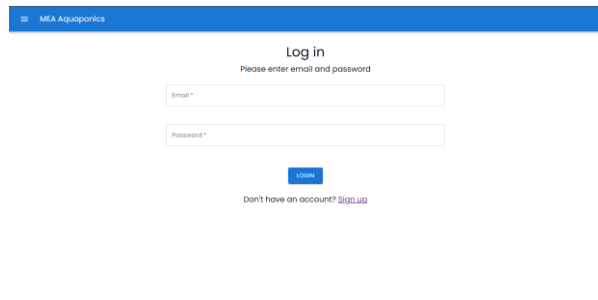 MEA Aquaponics
Log in
Please enter email and password
Email *
Password *
LOGIN
Don't have an account? Sign up